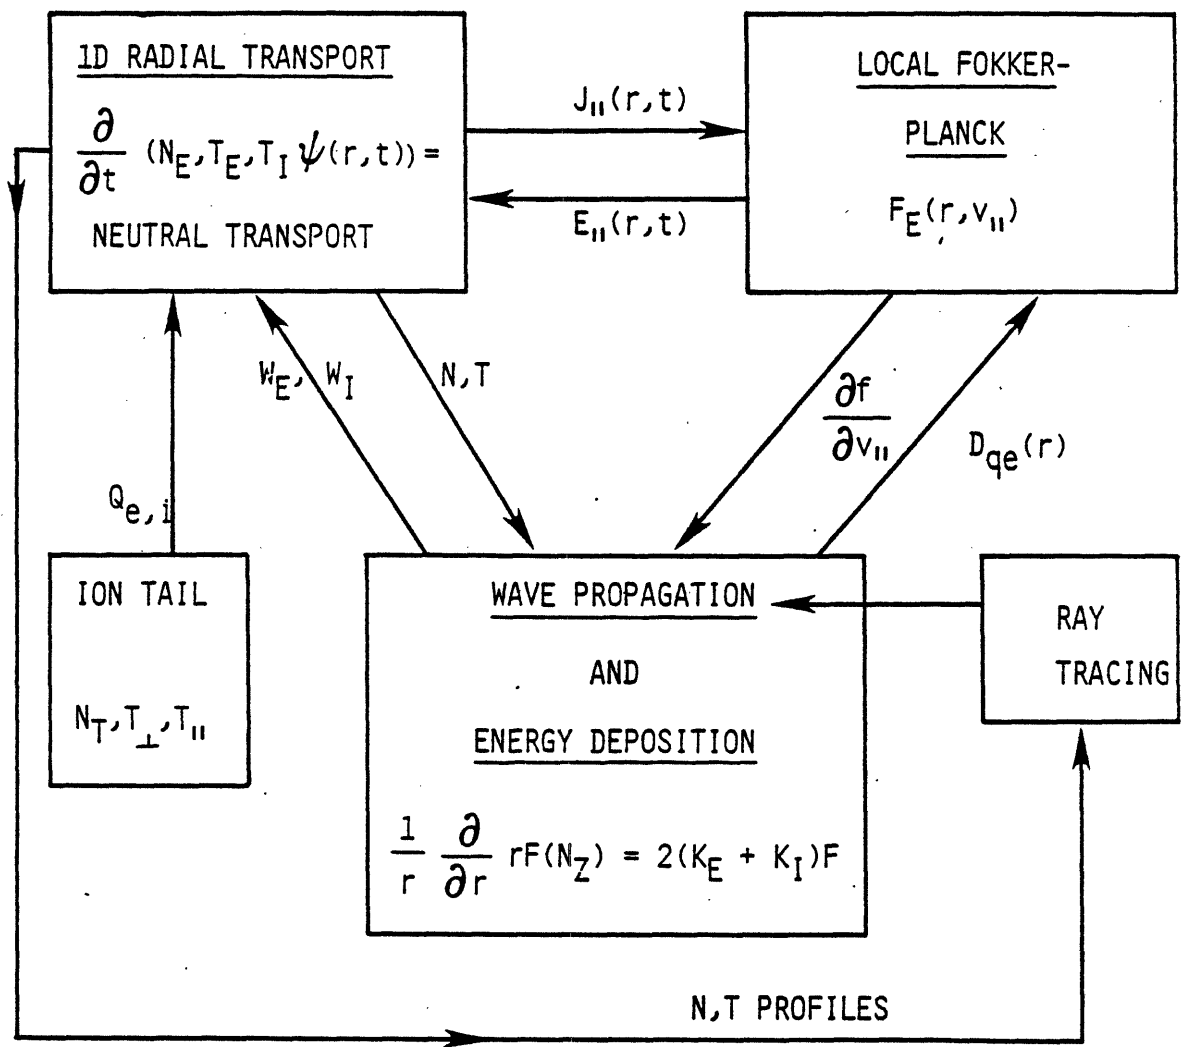 1D RADIAL TRANSPORT
∂/∂t (N_E,T_E,T_I ψ(r,t)) =
NEUTRAL TRANSPORT
J_∥(r,t)
E_∥(r,t)
LOCAL FOKKER-
PLANCK
F_E(r,v_∥)
W_E, W_I
N,T
∂f/∂v_∥
D_qe(r)
Q_e,i
ION TAIL
N_T,T_⊥,T_∥
WAVE PROPAGATION
AND
ENERGY DEPOSITION
1/r ∂/∂r rF(N_Z) = 2(K_E + K_I)F
RAY
TRACING
N,T PROFILES